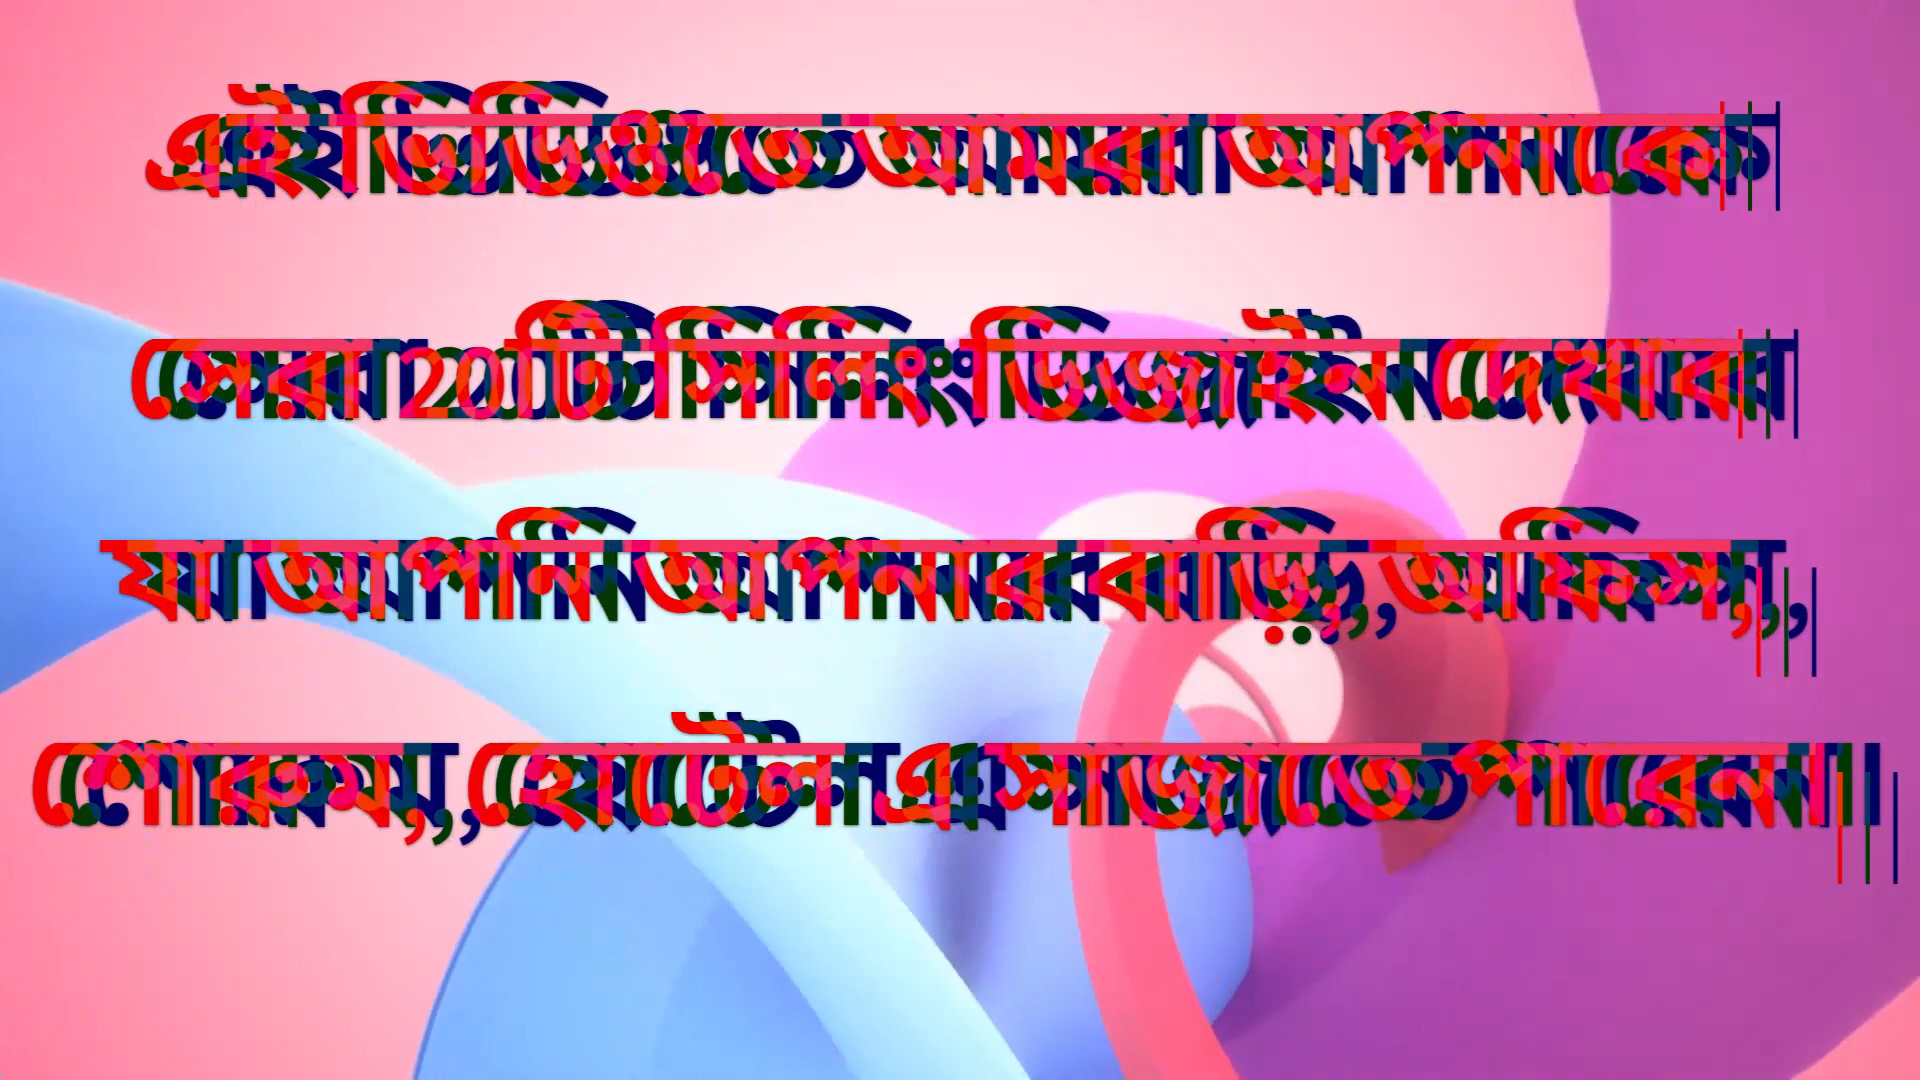 এই ভিডিওতে আমরা আপনাকে
সেরা 20টি সিলিং ডিজাইন দেখাব
যা আপনি আপনার বাড়ি, অফিস,
শোরুম, হোটেল এ সাজাতে পারেন।